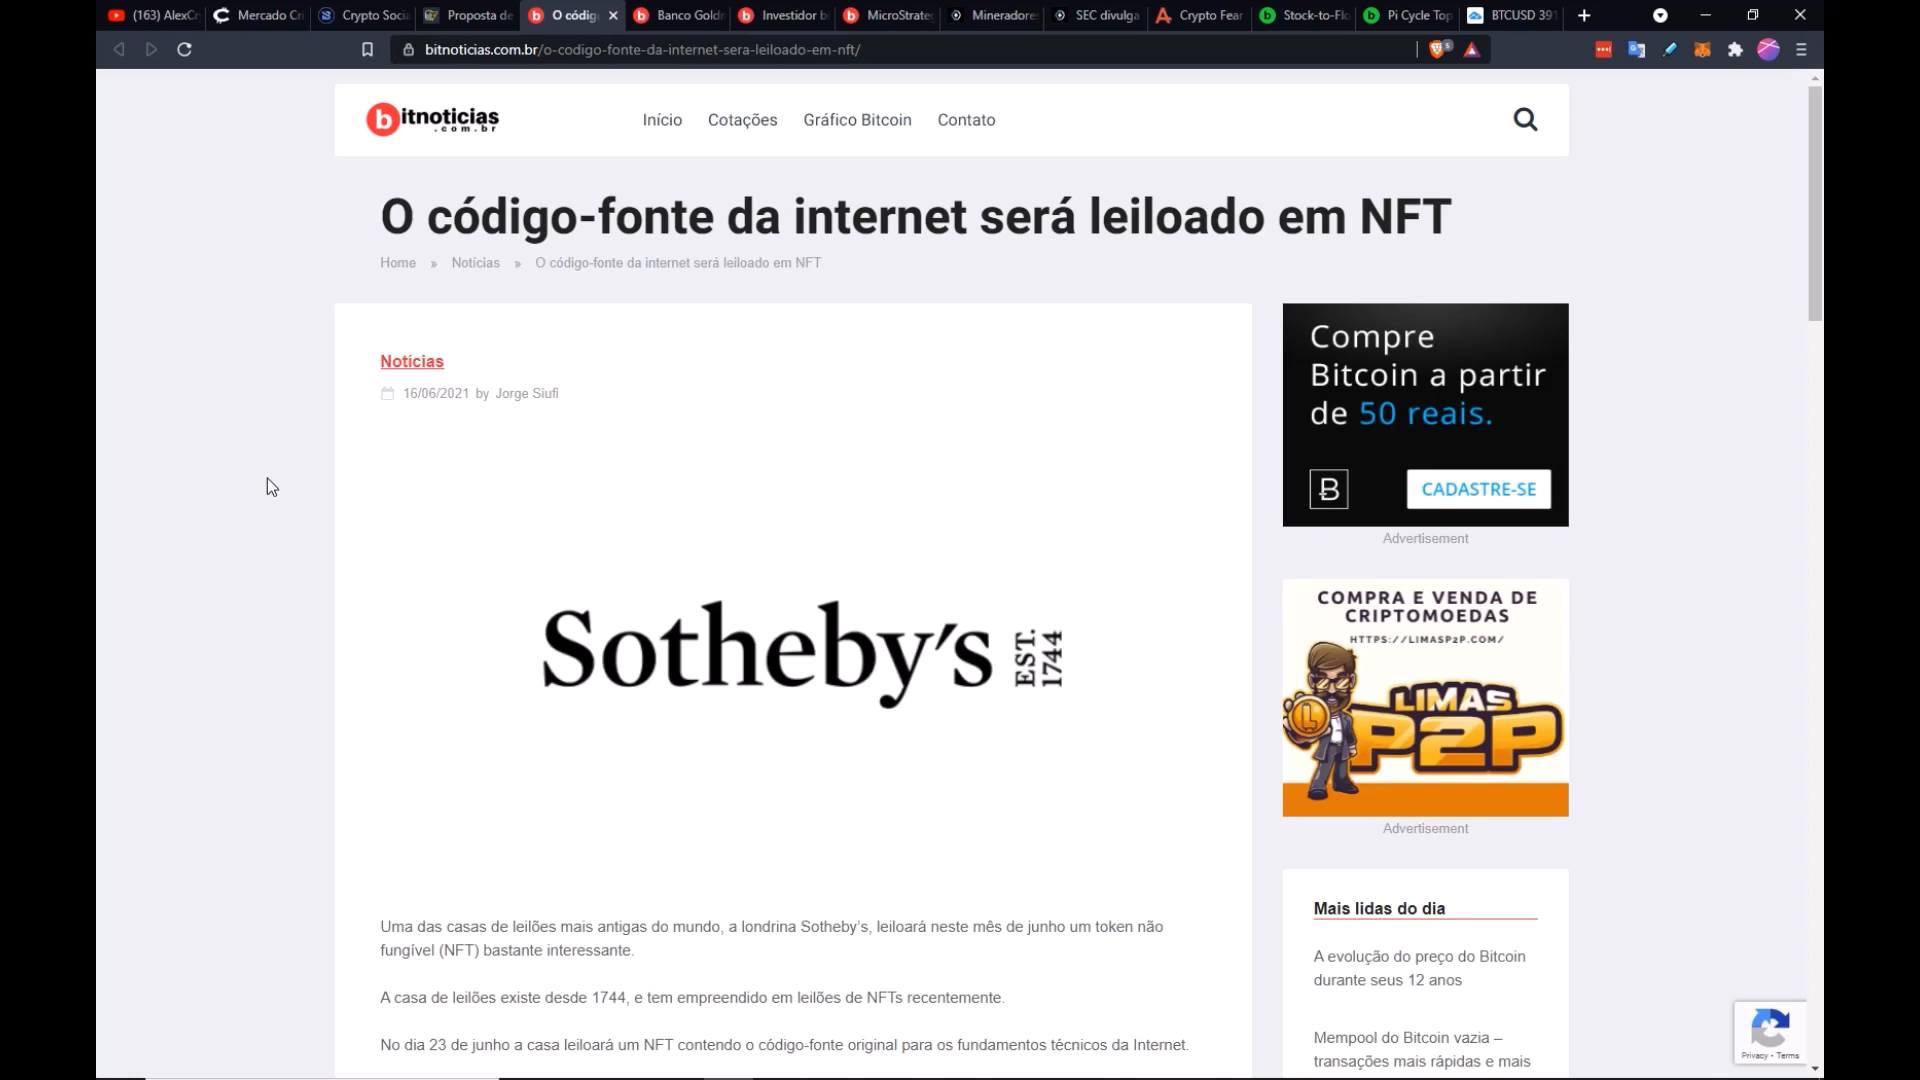 (163) AlexCr
Mercado Cri
Crypto Socia
Proposta de
O códig
Banco Goldn
Investidor b
MicroStrateg
Mineradore
SEC divulga
Crypto Fear
Stock-to-Flo
Pi Cycle Top
BTCUSD 391
bitnoticias.com.br/o-codigo-fonte-da-internet-sera-leiloado-em-nft/
bitnoticias
.com.br
Início
Cotações
Gráfico Bitcoin
Contato
O código-fonte da internet será leiloado em NFT
Home » Notícias » O código-fonte da internet será leiloado em NFT
Notícias
16/06/2021 by Jorge Siufi
Sotheby's EST. 1744
Uma das casas de leilões mais antigas do mundo, a londrina Sotheby's, leiloará neste mês de junho um token não
fungível (NFT) bastante interessante.
A casa de leilões existe desde 1744, e tem empreendido em leilões de NFTs recentemente.
No dia 23 de junho a casa leiloará um NFT contendo o código-fonte original para os fundamentos técnicos da Internet.
Compre
Bitcoin a partir
de 50 reais.
CADASTRE-SE
Advertisement
COMPRA E VENDA DE
CRIPTOMOEDAS
HTTPS://LIMASP2P.COM/
LIMAS
P2P
Advertisement
Mais lidas do dia
A evolução do preço do Bitcoin
durante seus 12 anos
Mempool do Bitcoin vazia –
transações mais rápidas e mais
Privacy - Terms